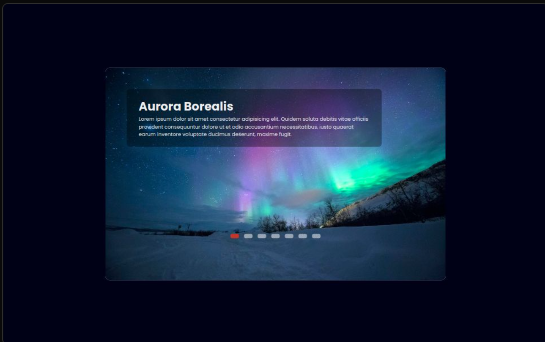 Aurora Borealis
Lorem ipsum dolor sit amet consectetur adipisicing elit. Quidem soluta debitis vitae officiis
provident consequuntur dolore ut et odio accusantium necessitatibus, iusto quaerat
earum inventore voluptate ducimus deserunt, maxime fugit.